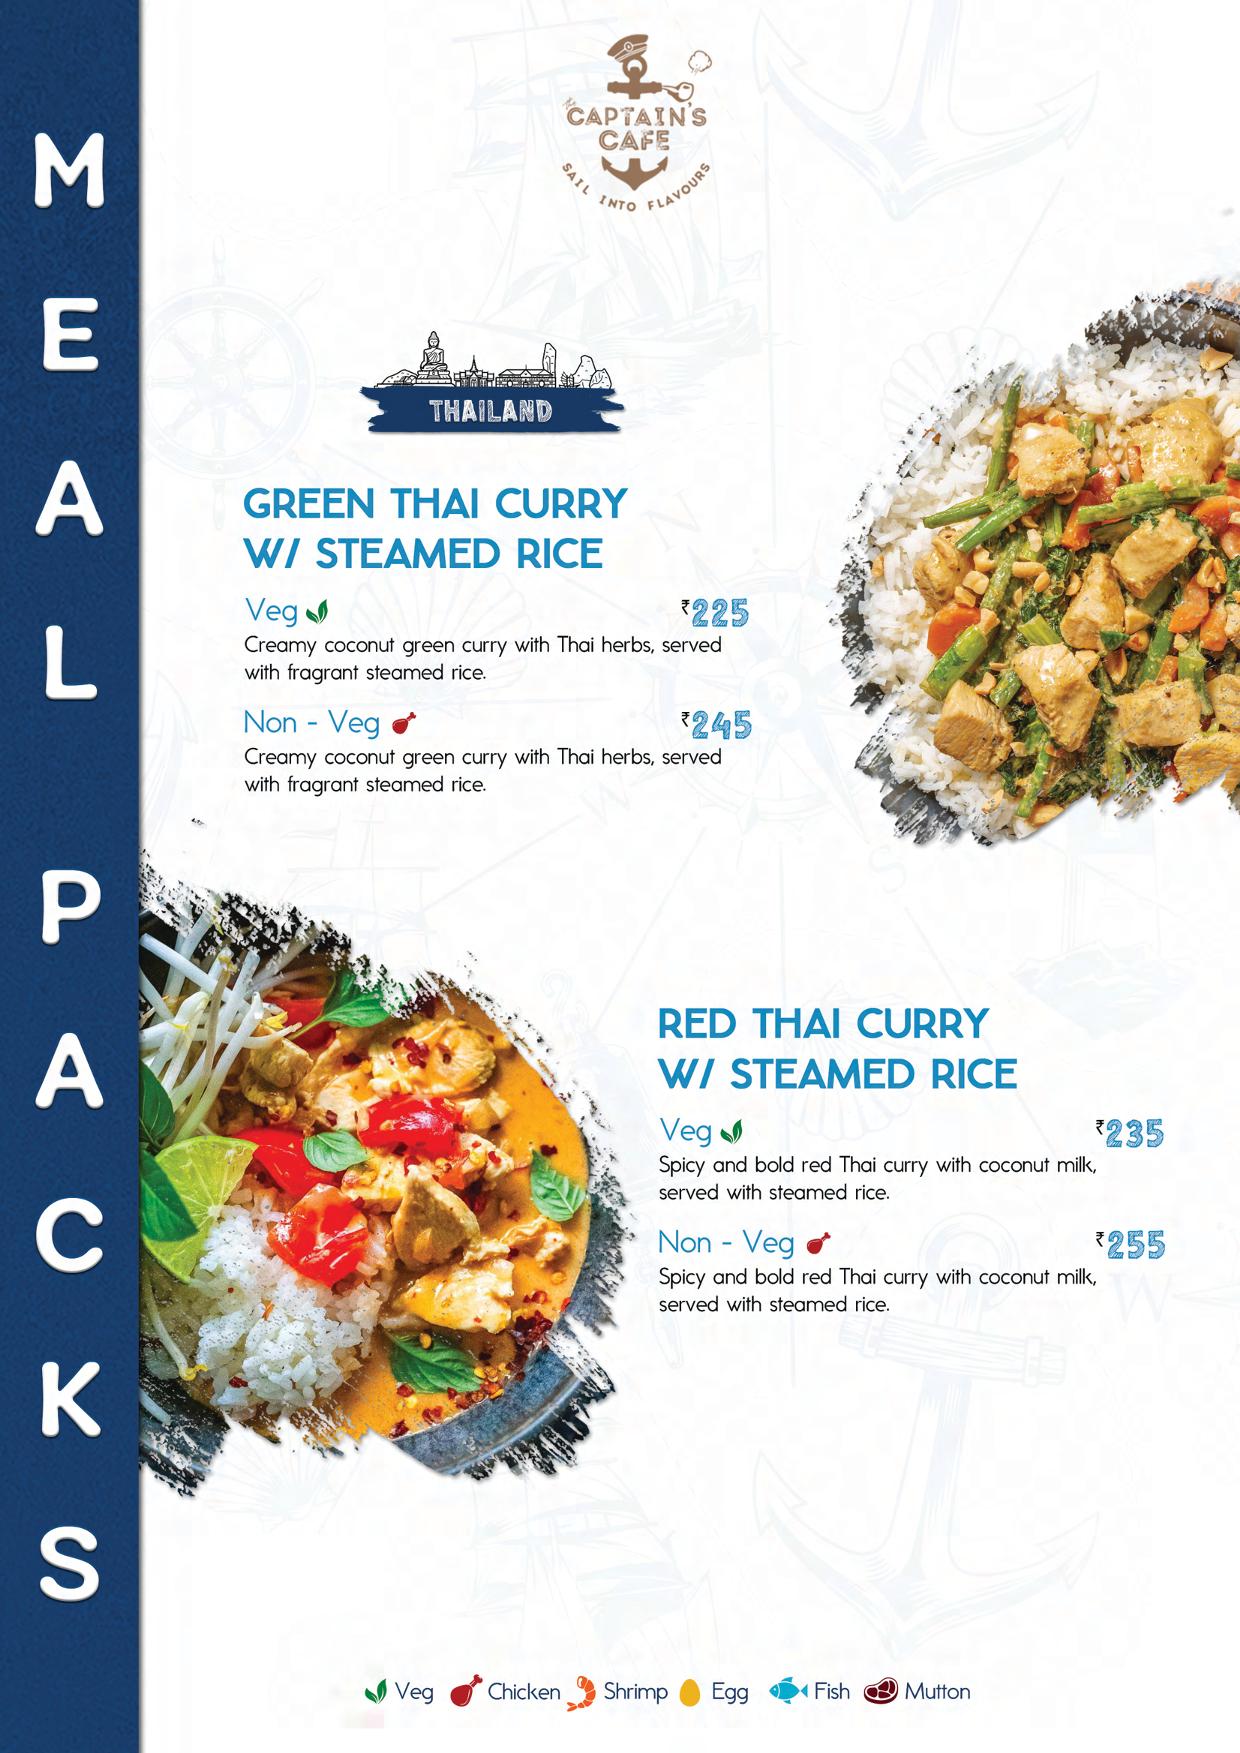 MEAL PACKS
The
CAPTAIN'S
CAFE
SAIL INTO FLAVOURS
THAILAND
GREEN THAI CURRY
W/ STEAMED RICE
Veg ₹225
Creamy coconut green curry with Thai herbs, served
with fragrant steamed rice.
Non - Veg ₹245
Creamy coconut green curry with Thai herbs, served
with fragrant steamed rice.
RED THAI CURRY
W/ STEAMED RICE
Veg ₹235
Spicy and bold red Thai curry with coconut milk,
served with steamed rice.
Non - Veg ₹255
Spicy and bold red Thai curry with coconut milk,
served with steamed rice.
N
S
W
W
Veg Chicken Shrimp Egg Fish Mutton